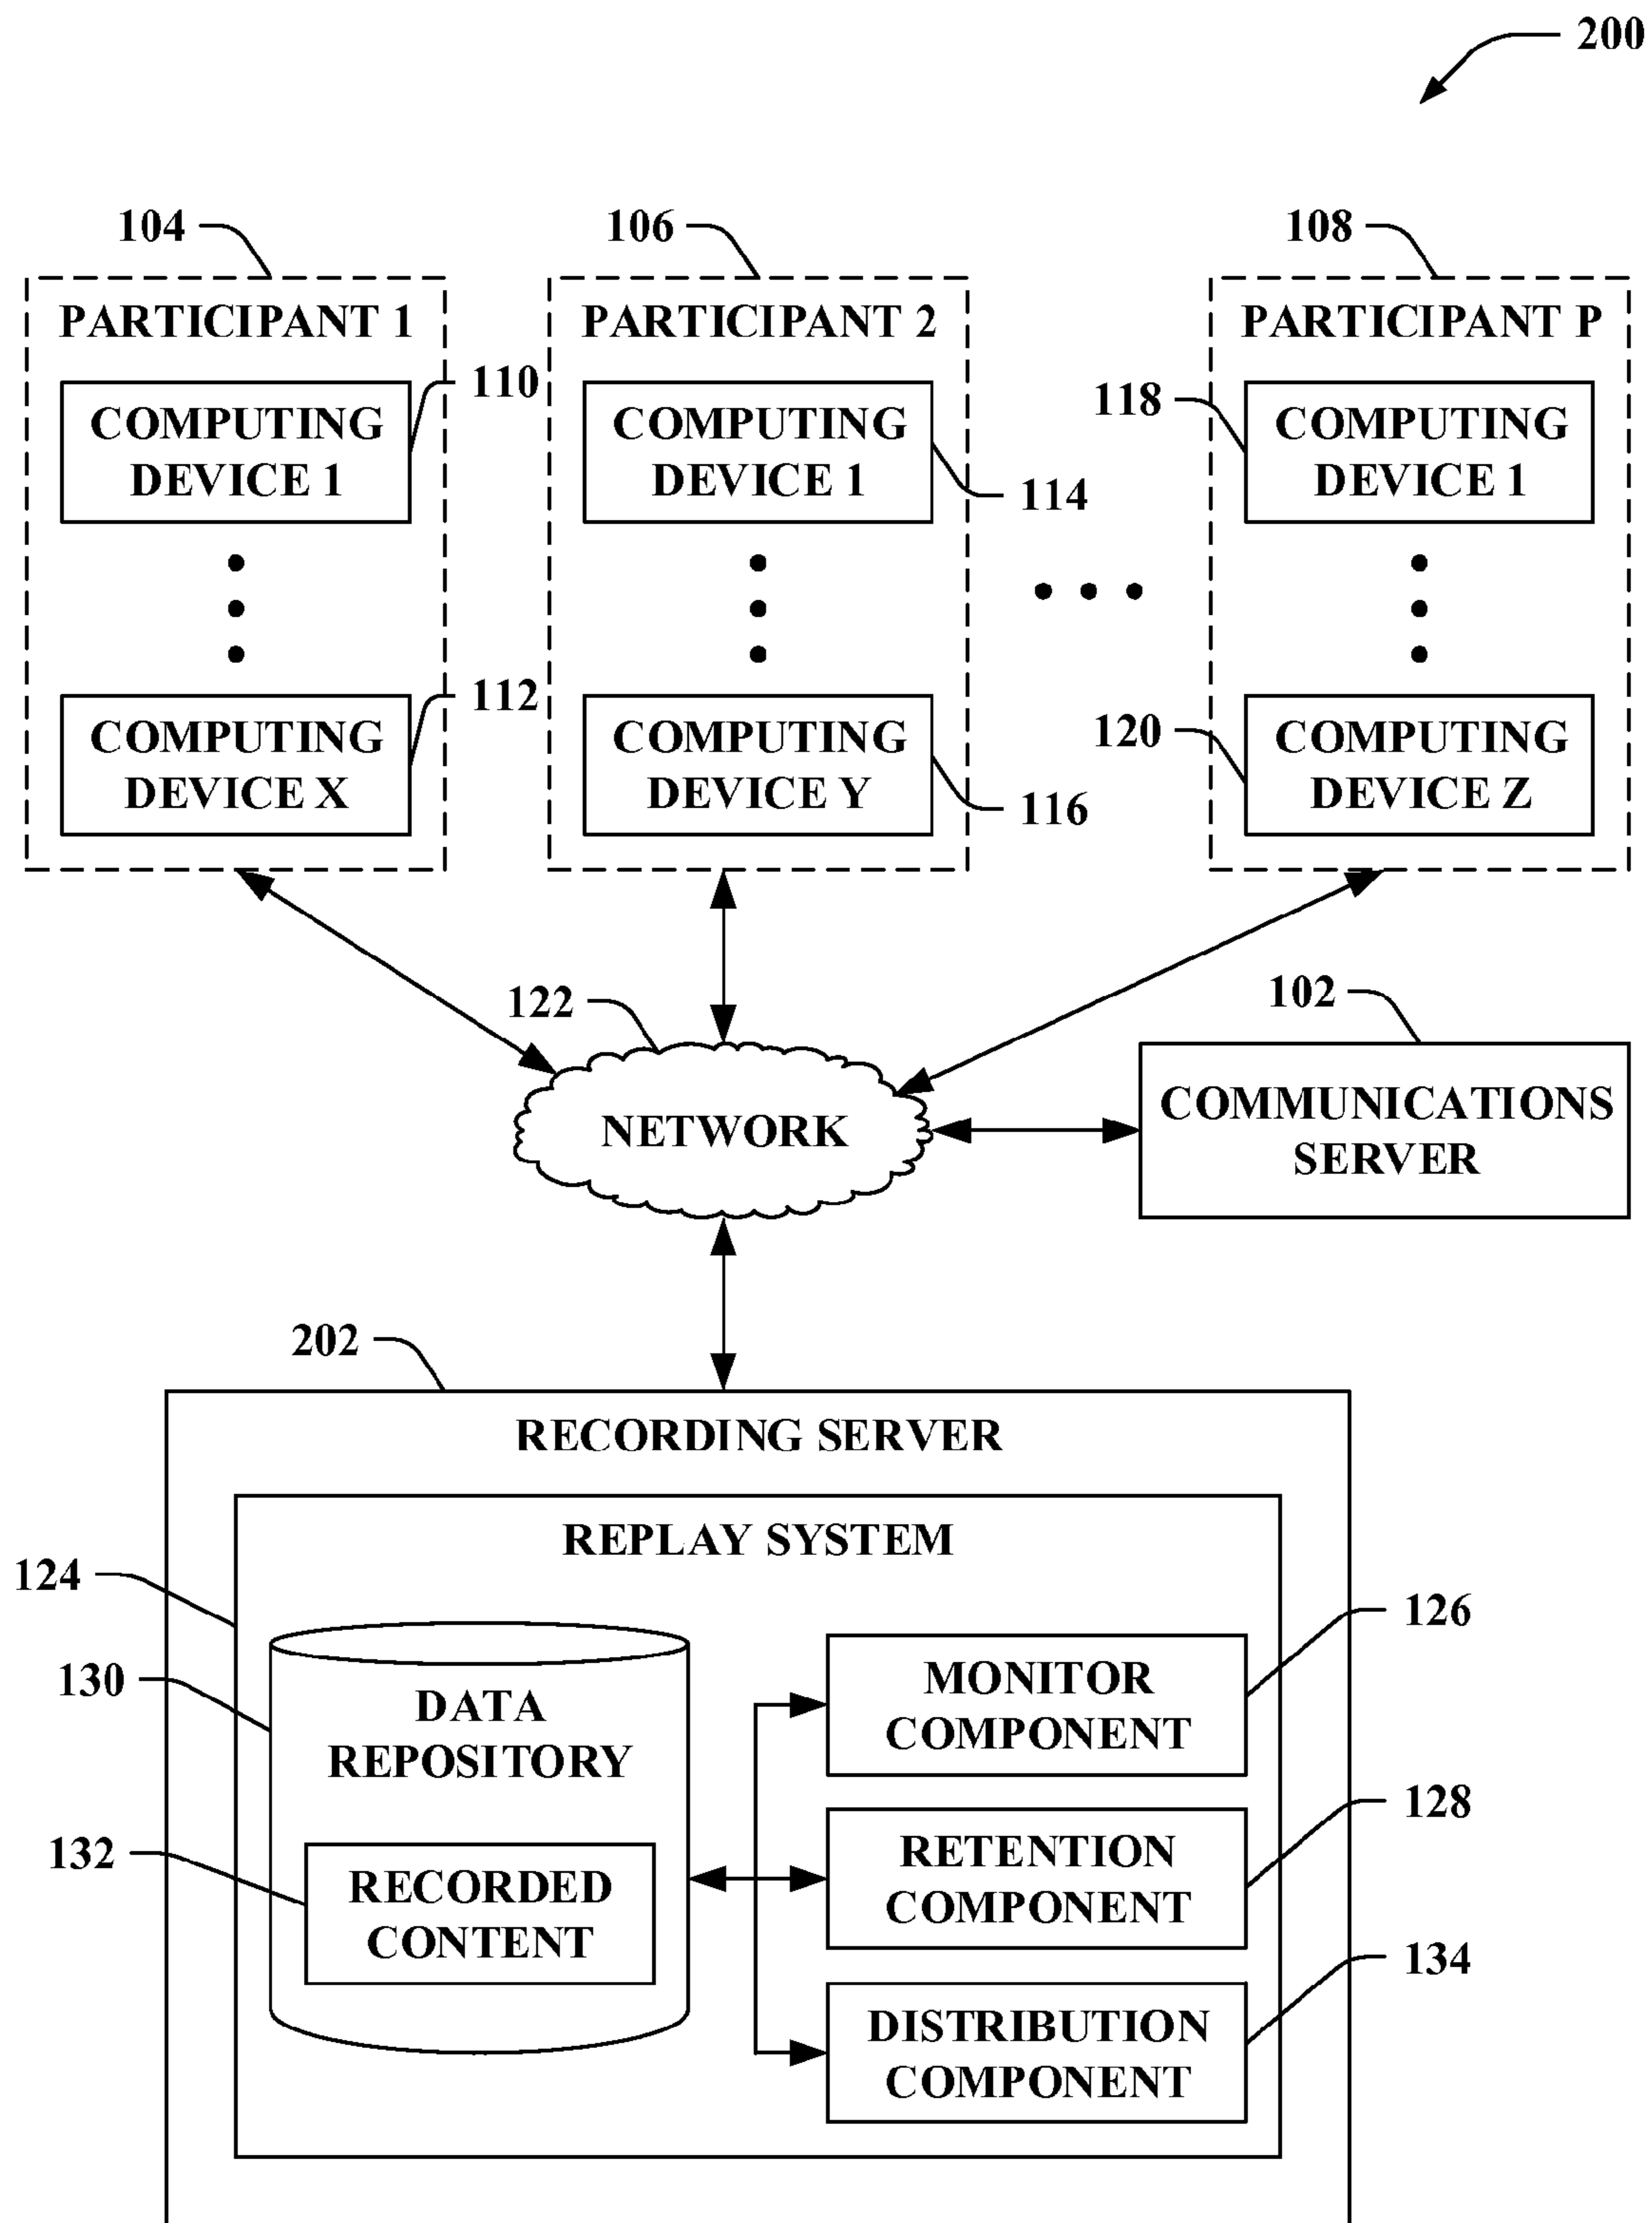 200
104
106
108
PARTICIPANT 1
PARTICIPANT 2
PARTICIPANT P
110
118
COMPUTING
DEVICE 1
COMPUTING
DEVICE 1
COMPUTING
DEVICE 1
114
112
120
COMPUTING
DEVICE X
COMPUTING
DEVICE Y
COMPUTING
DEVICE Z
116
122
102
NETWORK
COMMUNICATIONS
SERVER
202
RECORDING SERVER
REPLAY SYSTEM
124
126
130
DATA
REPOSITORY
MONITOR
COMPONENT
128
132
RECORDED
CONTENT
RETENTION
COMPONENT
134
DISTRIBUTION
COMPONENT